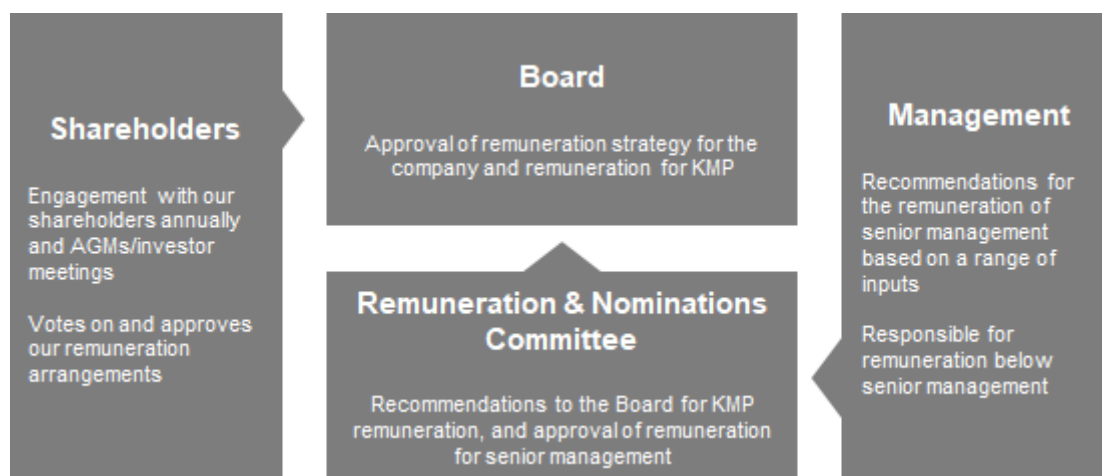 Shareholders
Engagement with our
shareholders annually
and AGMs/investor
meetings
Votes on and approves
our remuneration
arrangements
Board
Approval of remuneration strategy for the
company and remuneration for KMP
Remuneration & Nominations
Committee
Recommendations to the Board for KMP
remuneration, and approval of remuneration
for senior management
Management
Recommendations for
the remuneration of
senior management
based on a range of
inputs
Responsible for
remuneration below
senior management